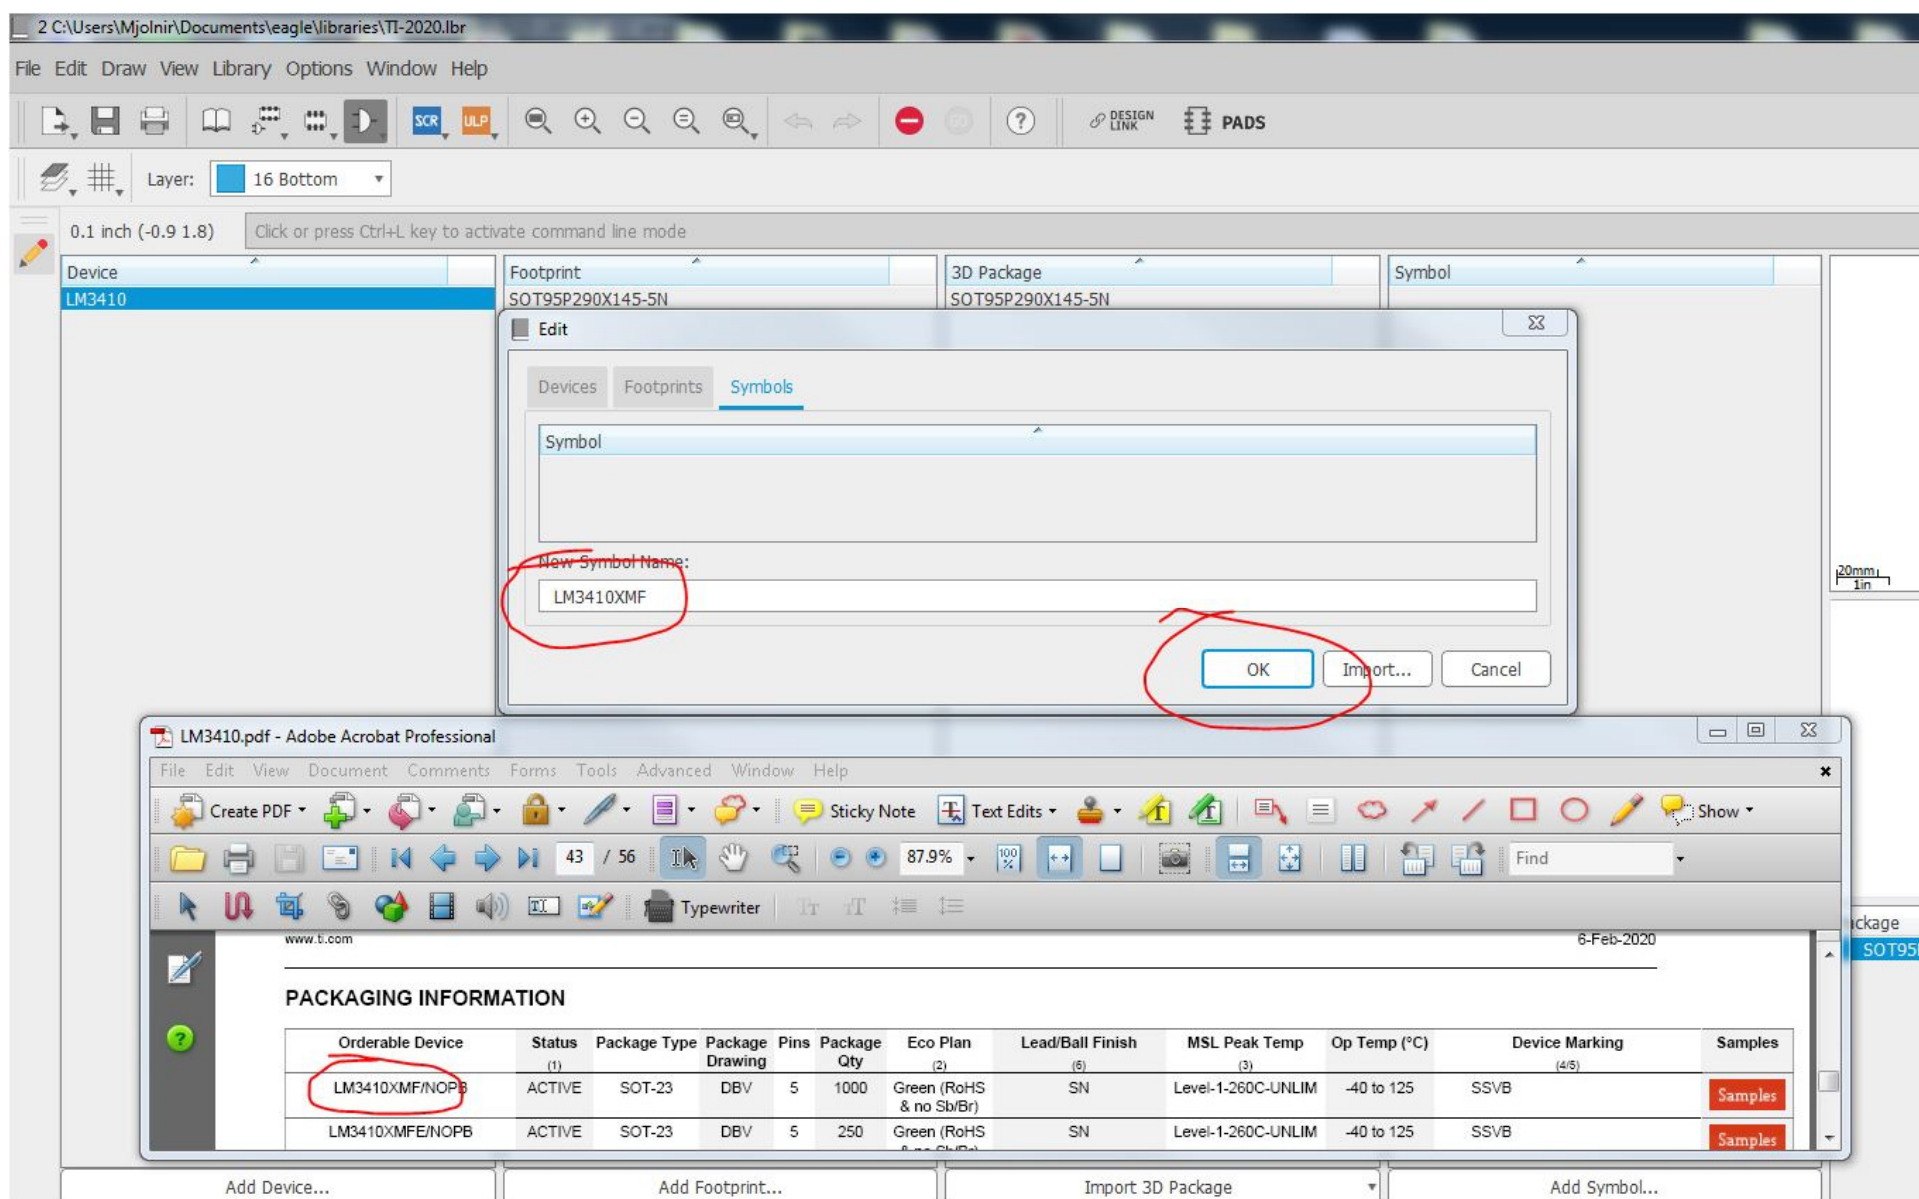 2 C:\Users\Mjolnir\Documents\eagle\libraries\TI-2020.lbr
File Edit Draw View Library Options Window Help
SCR ULP DESIGN LINK PADS
Layer: 16 Bottom
0.1 inch (-0.9 1.8) Click or press Ctrl+L key to activate command line mode
Device Footprint 3D Package Symbol
LM3410 SOT95P290X145-5N SOT95P290X145-5N
Edit
Devices Footprints Symbols
Symbol
New Symbol Name:
LM3410XMF
20mm
1in
OK Import... Cancel
LM3410.pdf - Adobe Acrobat Professional
File Edit View Document Comments Forms Tools Advanced Window Help
Create PDF Sticky Note Text Edits Show
43 / 56 87.9% Find
Typewriter
www.ti.com 6-Feb-2020
ackage
SOT95
PACKAGING INFORMATION
Orderable Device Status Package Type Package Pins Package Eco Plan Lead/Ball Finish MSL Peak Temp Op Temp (°C) Device Marking Samples
(1) Drawing Qty (2) (6) (3) (4/5)
LM3410XMF/NOPB ACTIVE SOT-23 DBV 5 1000 Green (RoHS SN Level-1-260C-UNLIM -40 to 125 SSVB Samples
& no Sb/Br)
LM3410XMFE/NOPB ACTIVE SOT-23 DBV 5 250 Green (RoHS SN Level-1-260C-UNLIM -40 to 125 SSVB Samples
Add Device... Add Footprint... Import 3D Package Add Symbol...